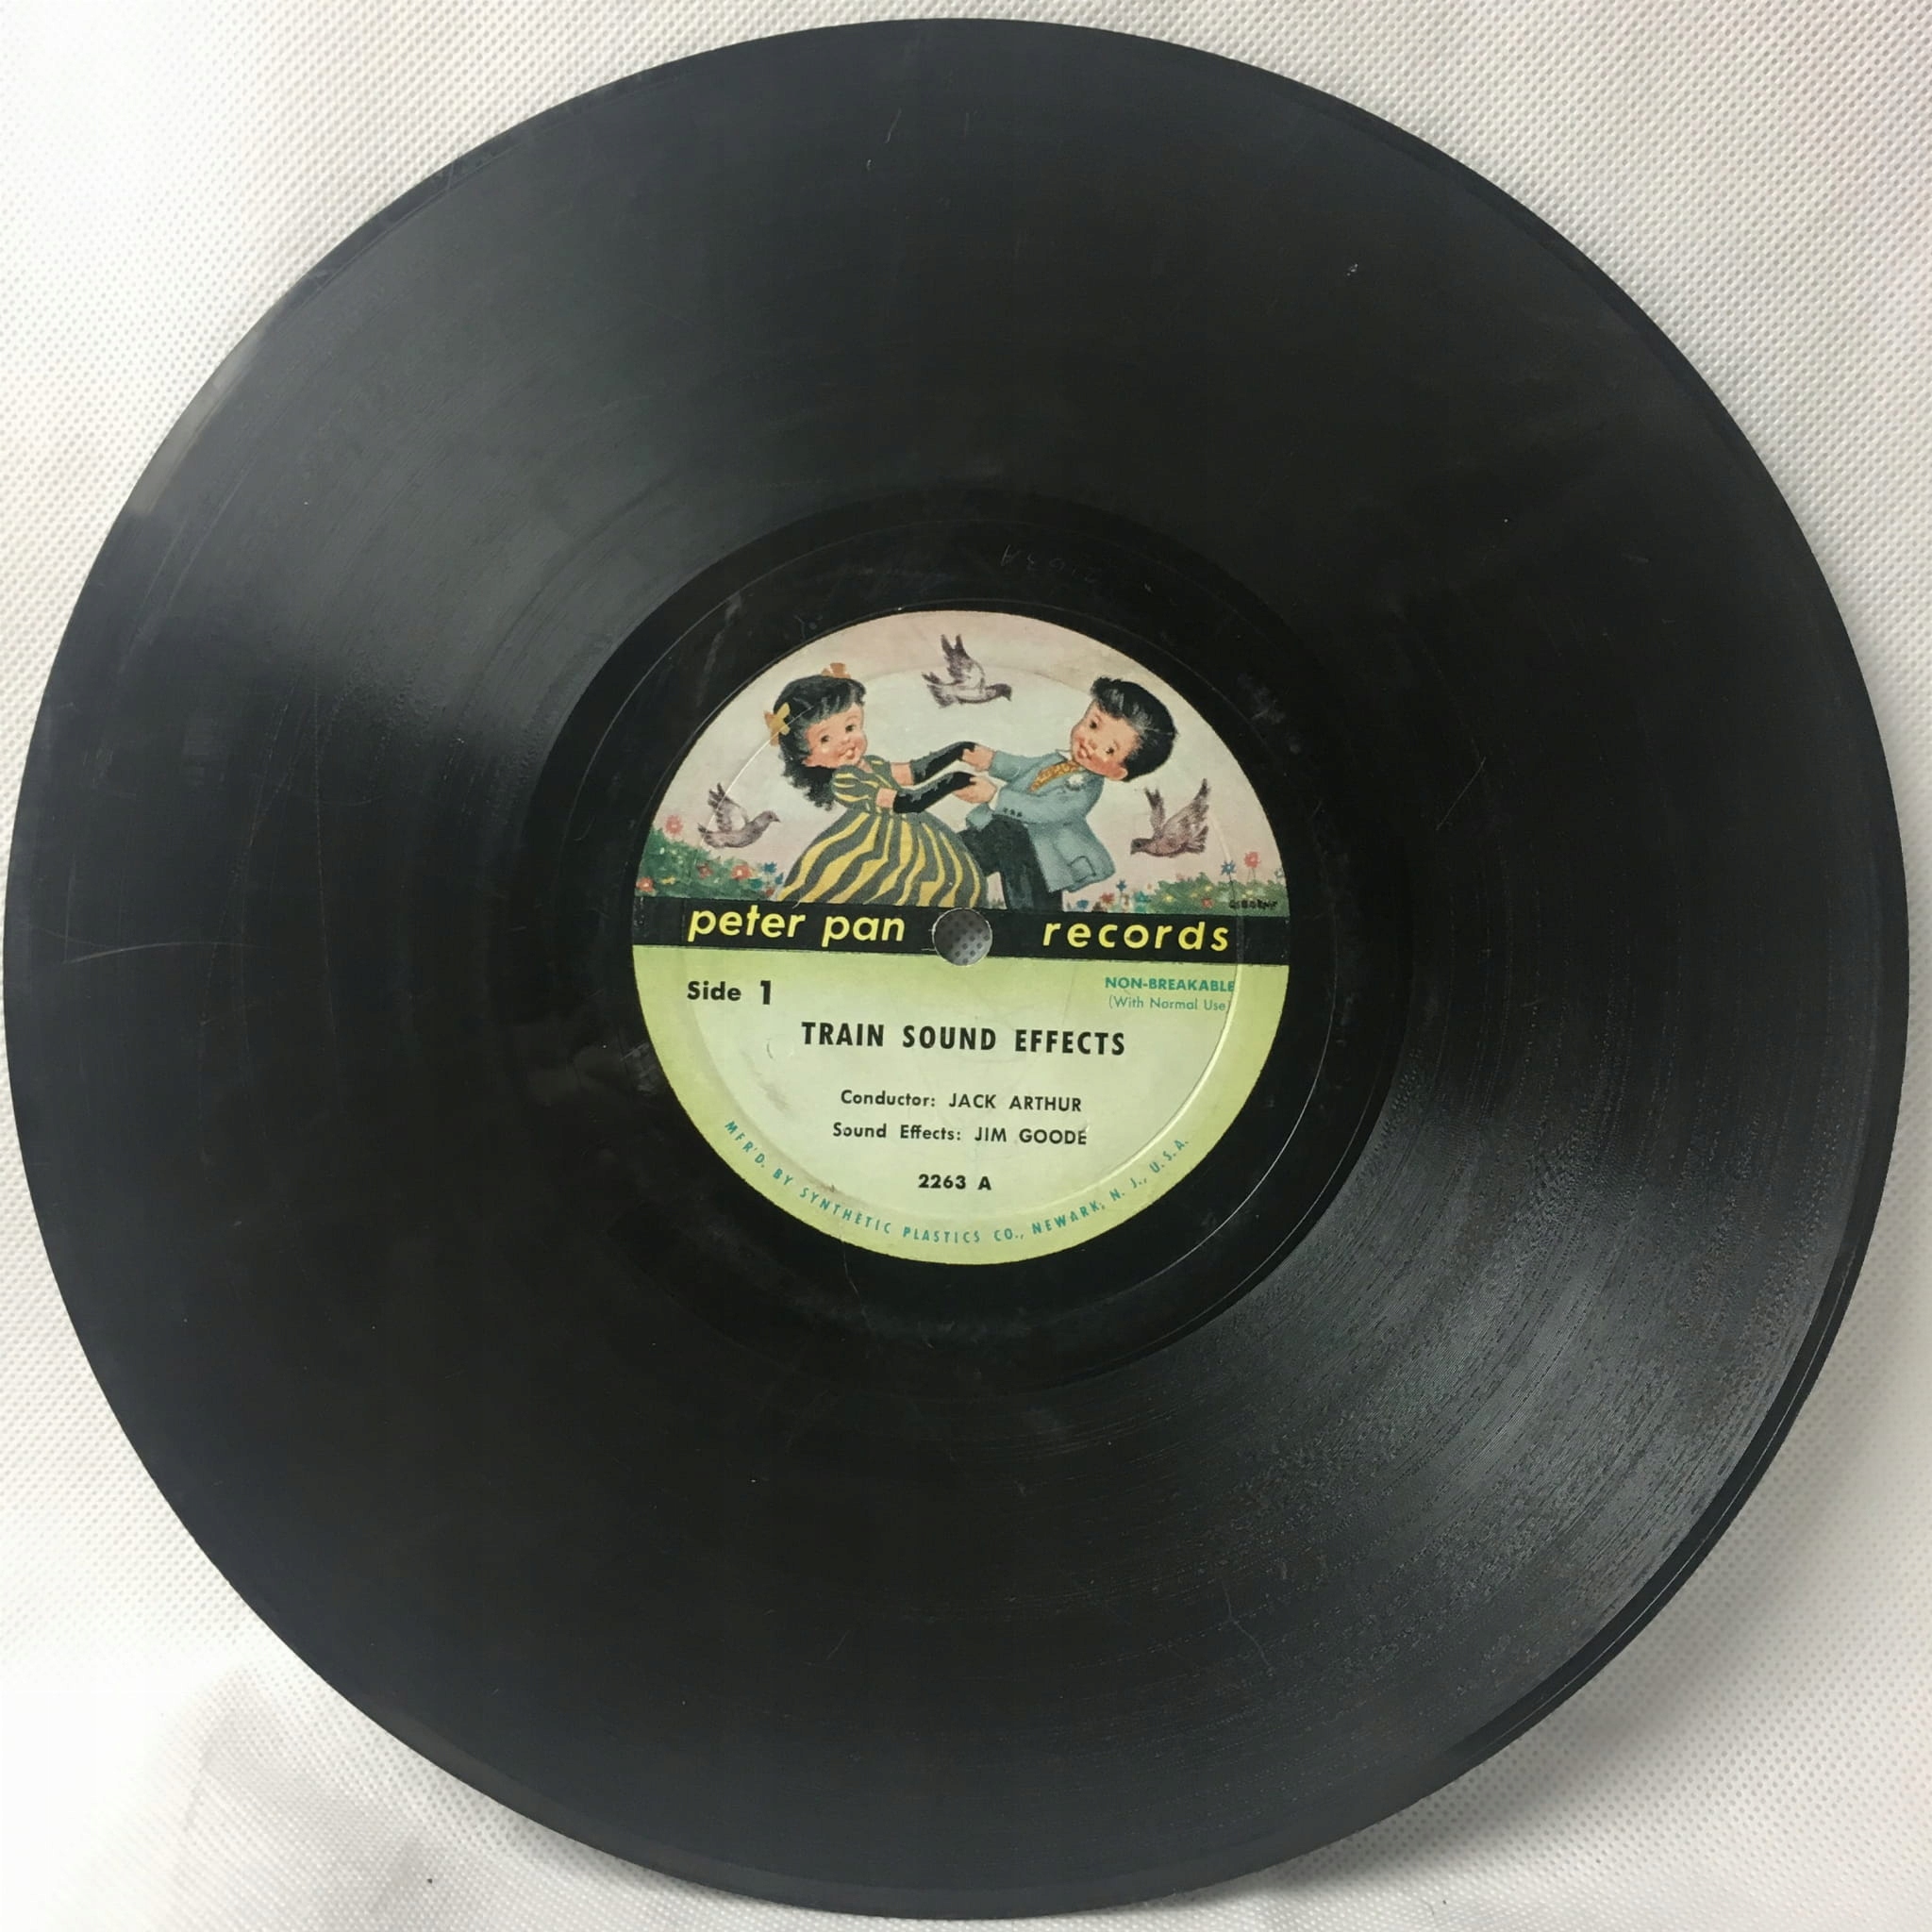 OSBORNE
peter pan records
Side 1
NON-BREAKABLE
(With Normal Use)
TRAIN SOUND EFFECTS
Conductor: JACK ARTHUR
Sound Effects: JIM GOODE
2263 A
MFR'D. BY SYNTHETIC PLASTICS CO., NEWARK, N. J., U.S.A.